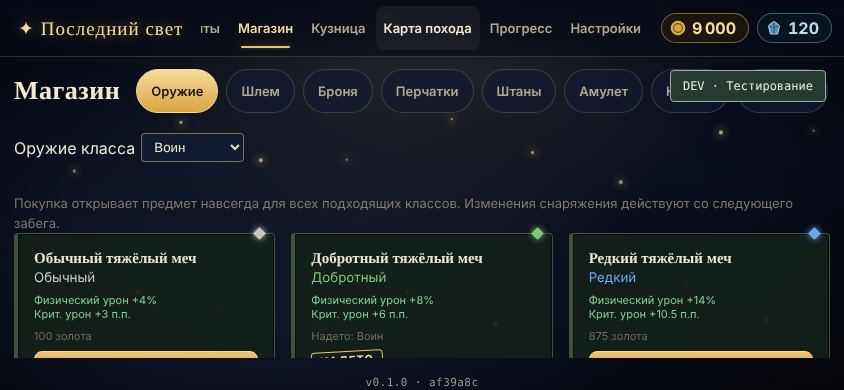 ✦ Последний свет
Магазин
Кузница
Карта похода
Прогресс
Настройки
9 000
120
Магазин
Оружие
Шлем
Броня
Перчатки
Штаны
Амулет
DEV · Тестирование
Оружие класса
Воин
Покупка открывает предмет навсегда для всех подходящих классов. Изменения снаряжения действуют со следующего
забега.
Обычный тяжёлый меч
Обычный
Физический урон +4%
Крит. урон +3 п.п.
100 золота
Добротный тяжёлый меч
Добротный
Физический урон +8%
Крит. урон +6 п.п.
Надето: Воин
Редкий тяжёлый меч
Редкий
Физический урон +14%
Крит. урон +10.5 п.п.
875 золота
v0.1.0 · af39a8c